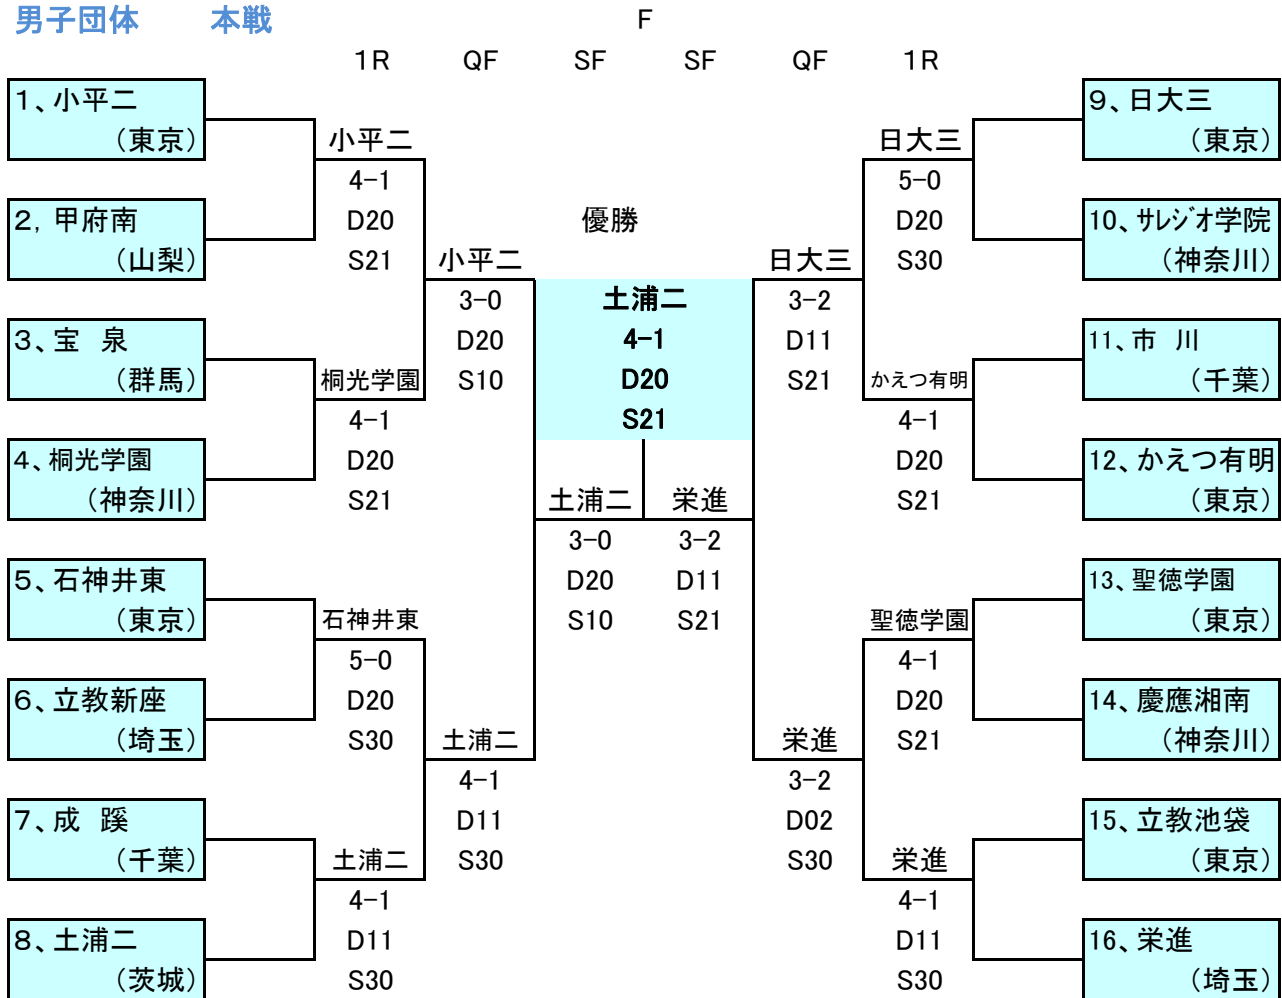 男子団体 本戦
F
1R QF SF SF QF 1R
1、小平二
(東京)
2, 甲府南
(山梨)
3、宝 泉
(群馬)
4、桐光学園
(神奈川)
5、石神井東
(東京)
6、立教新座
(埼玉)
7、成 蹊
(千葉)
8、土浦二
(茨城)
小平二
4-1
D20
S21
桐光学園
4-1
D20
S21
石神井東
5-0
D20
S30
土浦二
4-1
D11
S30
小平二
3-0
D20
S10
土浦二
4-1
D11
S30
優勝
土浦二
4-1
D20
S21
土浦二
3-0
D20
S10
栄進
3-2
D11
S21
日大三
3-2
D11
S21
栄進
3-2
D02
S30
日大三
5-0
D20
S30
かえつ有明
4-1
D20
S21
聖徳学園
4-1
D20
S21
栄進
4-1
D11
S30
9、日大三
(東京)
10、サレジオ学院
(神奈川)
11、市 川
(千葉)
12、かえつ有明
(東京)
13、聖徳学園
(東京)
14、慶應湘南
(神奈川)
15、立教池袋
(東京)
16、栄進
(埼玉)